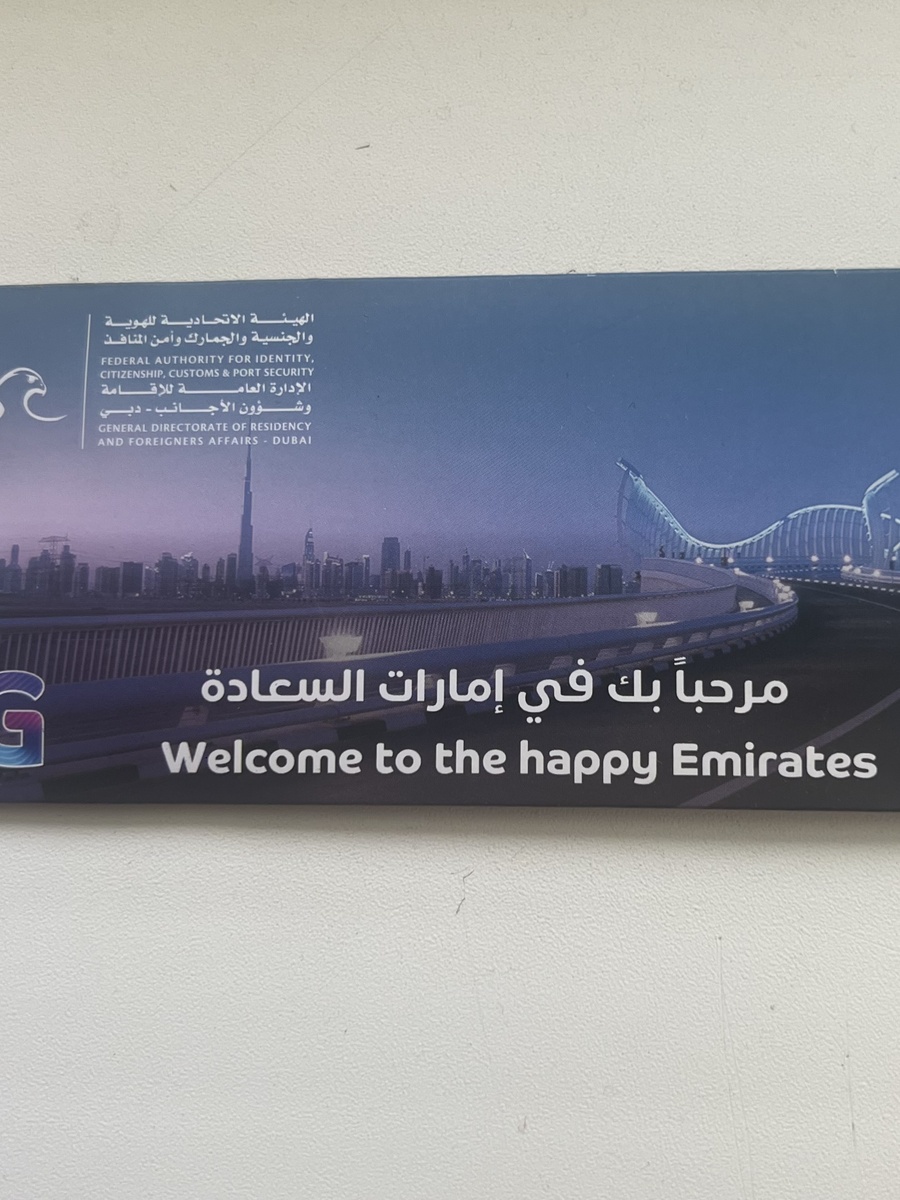 الهيئة الاتحادية للهوية
والجنسية والجمارك وأمن المنافذ
FEDERAL AUTHORITY FOR IDENTITY,
CITIZENSHIP, CUSTOMS & PORT SECURITY
الإدارة العامة للإقامة
وشؤون الأجانب - دبي
GENERAL DIRECTORATE OF RESIDENCY
AND FOREIGNERS AFFAIRS - DUBAI
مرحباً بك في إمارات السعادة
G
Welcome to the happy Emirates